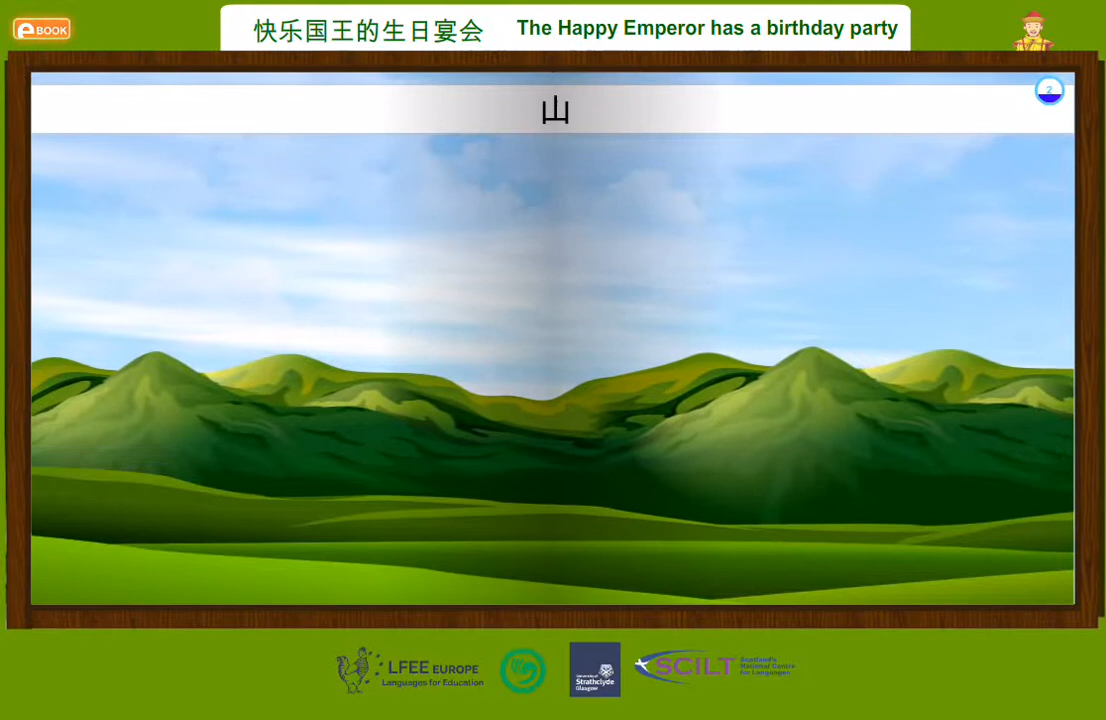 eBOOK
快乐国王的生日宴会 The Happy Emperor has a birthday party
山
2
LFEE EUROPE
Languages for Education
University of
Strathclyde
Glasgow
SCILT
Scotland's
National Centre
for Languages